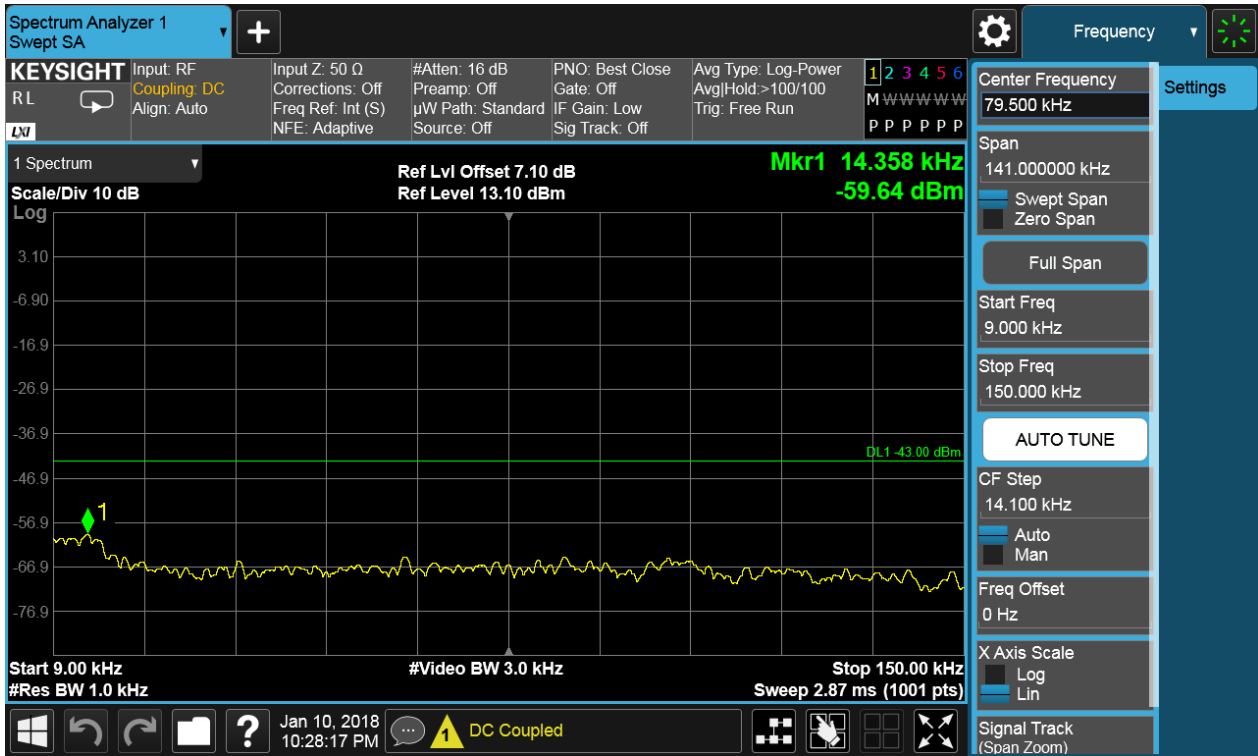 Spectrum Analyzer 1
Swept SA
+
Frequency
KEYSIGHT
RL
LXI
Input: RF
Coupling: DC
Align: Auto
Input Z: 50 Ω
Corrections: Off
Freq Ref: Int (S)
NFE: Adaptive
#Atten: 16 dB
Preamp: Off
µW Path: Standard
Source: Off
PNO: Best Close
Gate: Off
IF Gain: Low
Sig Track: Off
Avg Type: Log-Power
Avg|Hold:>100/100
Trig: Free Run
1 2 3 4 5 6
M W W W W W
P P P P P P
1 Spectrum
Scale/Div 10 dB
Log
Ref Lvl Offset 7.10 dB
Ref Level 13.10 dBm
Mkr1 14.358 kHz
-59.64 dBm
3.10
-6.90
-16.9
-26.9
-36.9
DL1 -43.00 dBm
-46.9
1
-56.9
-66.9
-76.9
Start 9.00 kHz
#Video BW 3.0 kHz
Stop 150.00 kHz
#Res BW 1.0 kHz
Sweep 2.87 ms (1001 pts)
Center Frequency
79.500 kHz
Span
141.000000 kHz
Swept Span
Zero Span
Full Span
Start Freq
9.000 kHz
Stop Freq
150.000 kHz
AUTO TUNE
CF Step
14.100 kHz
Auto
Man
Freq Offset
0 Hz
X Axis Scale
Log
Lin
Signal Track
(Span Zoom)
Settings
?
Jan 10, 2018
10:28:17 PM
1
DC Coupled